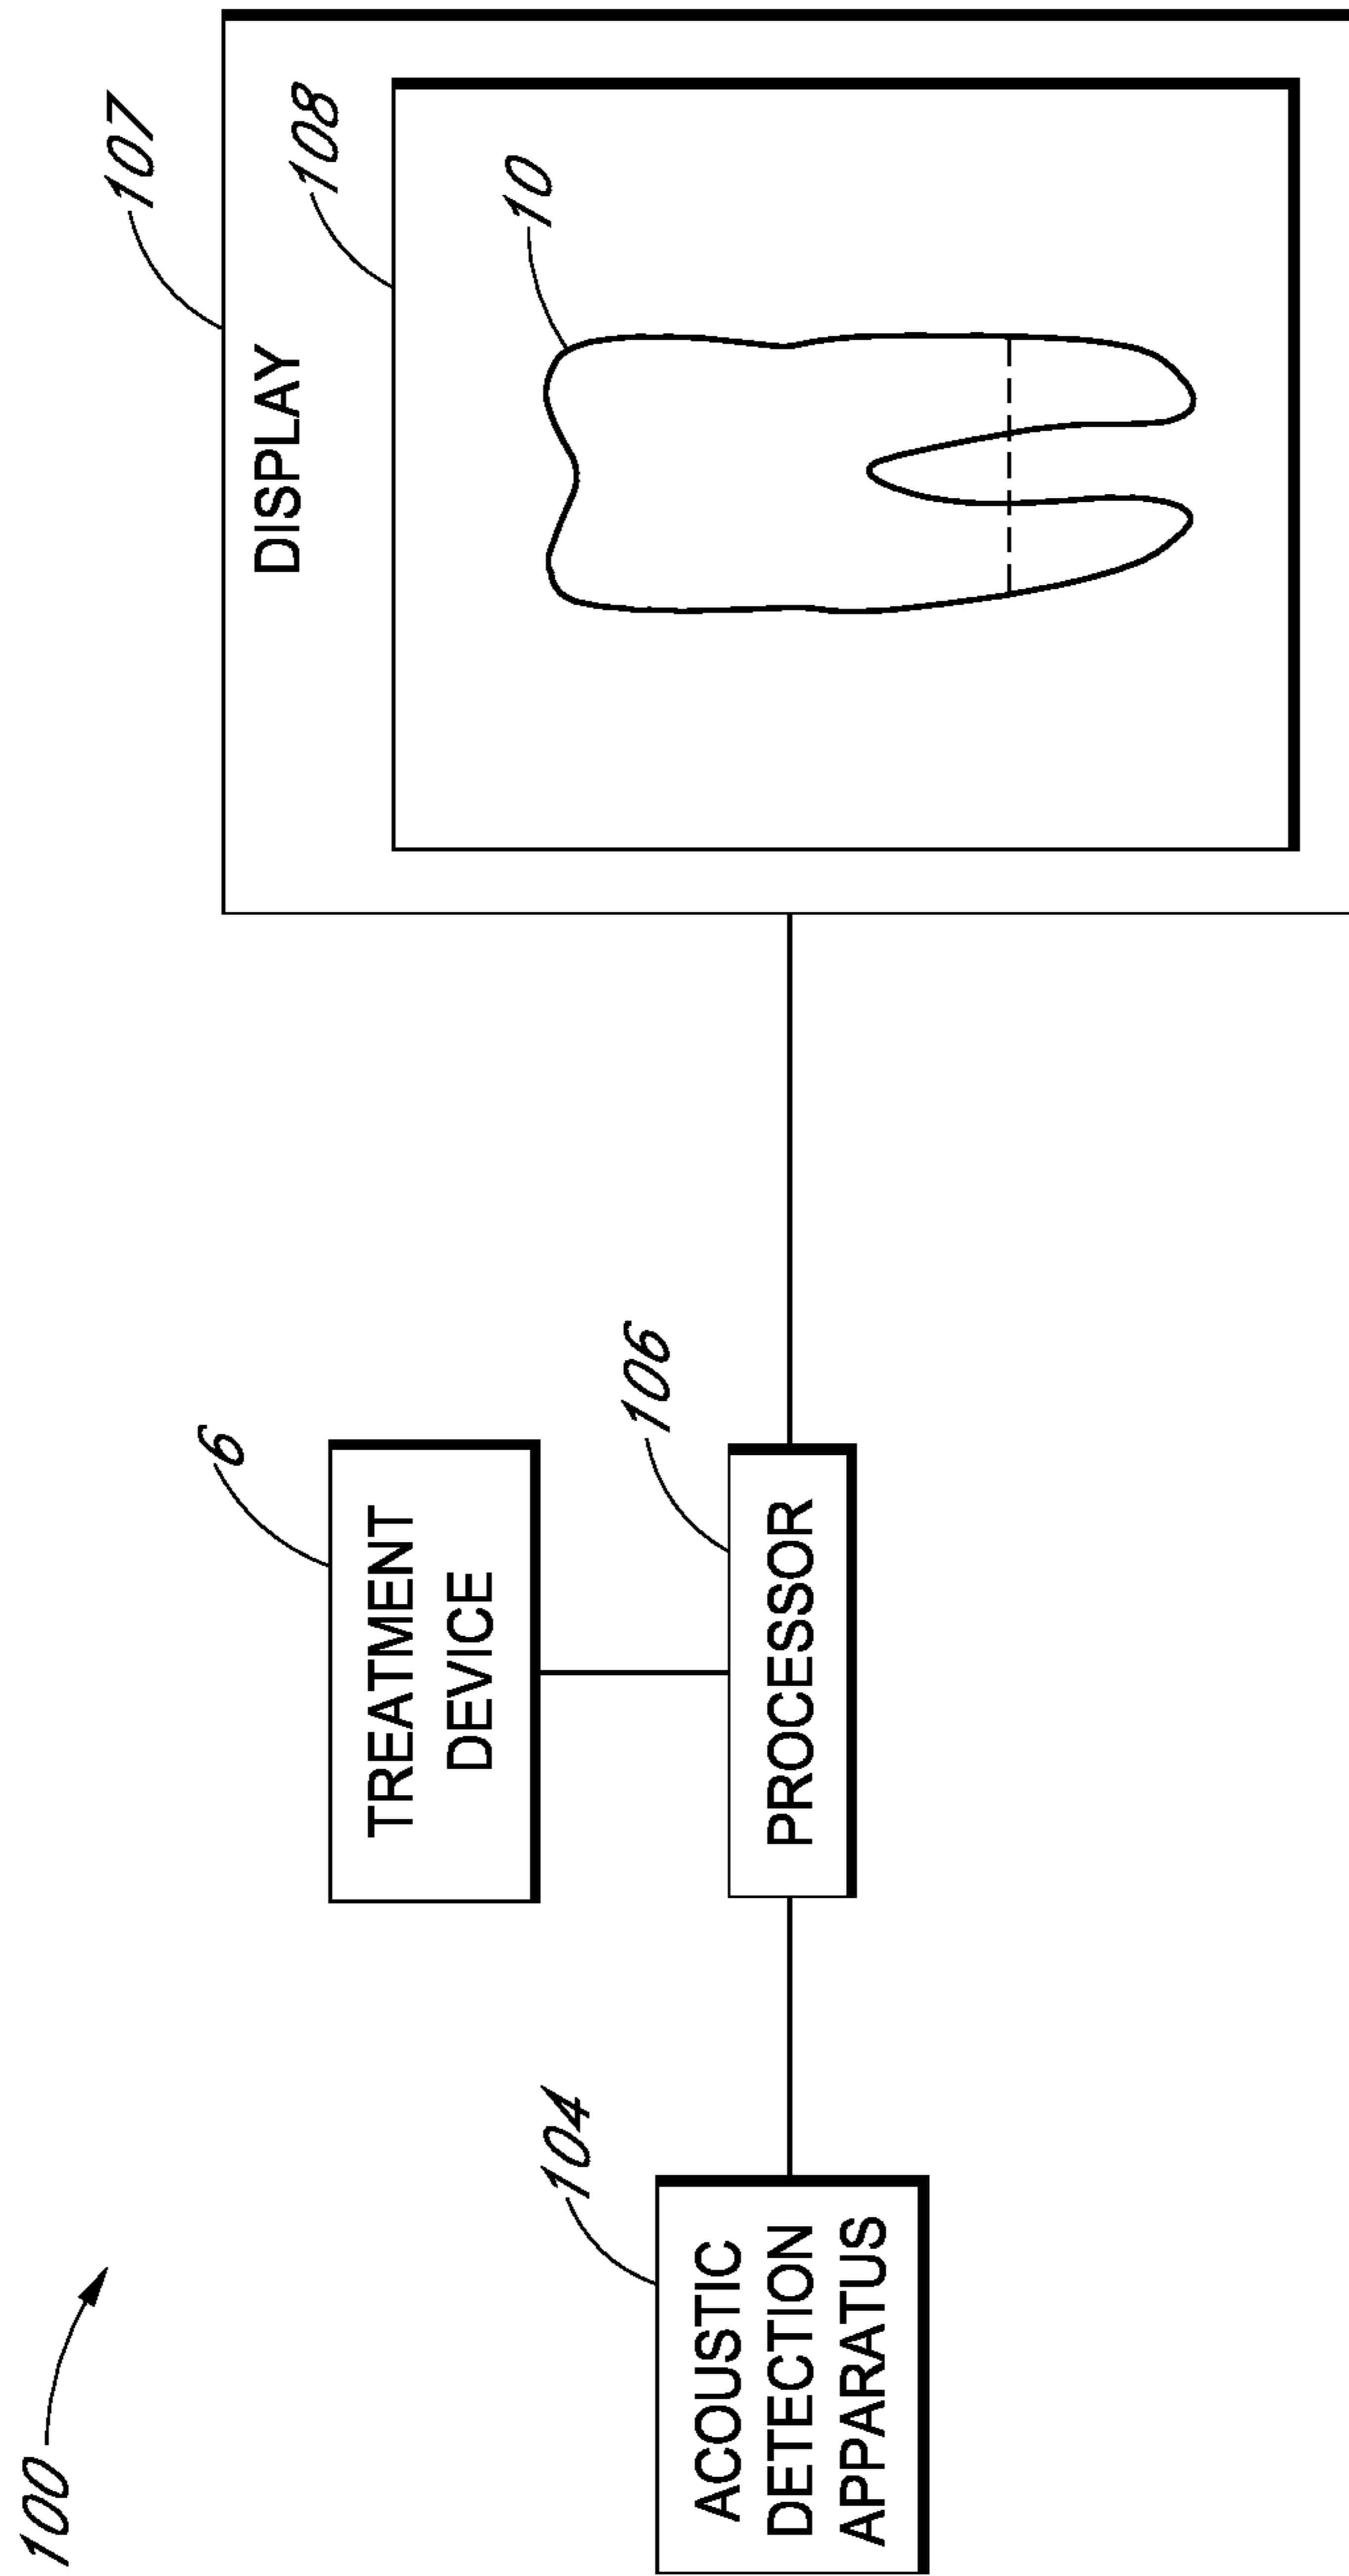 100
ACOUSTIC
DETECTION
APPARATUS
104
TREATMENT
DEVICE
6
PROCESSOR
106
DISPLAY
107
108
10